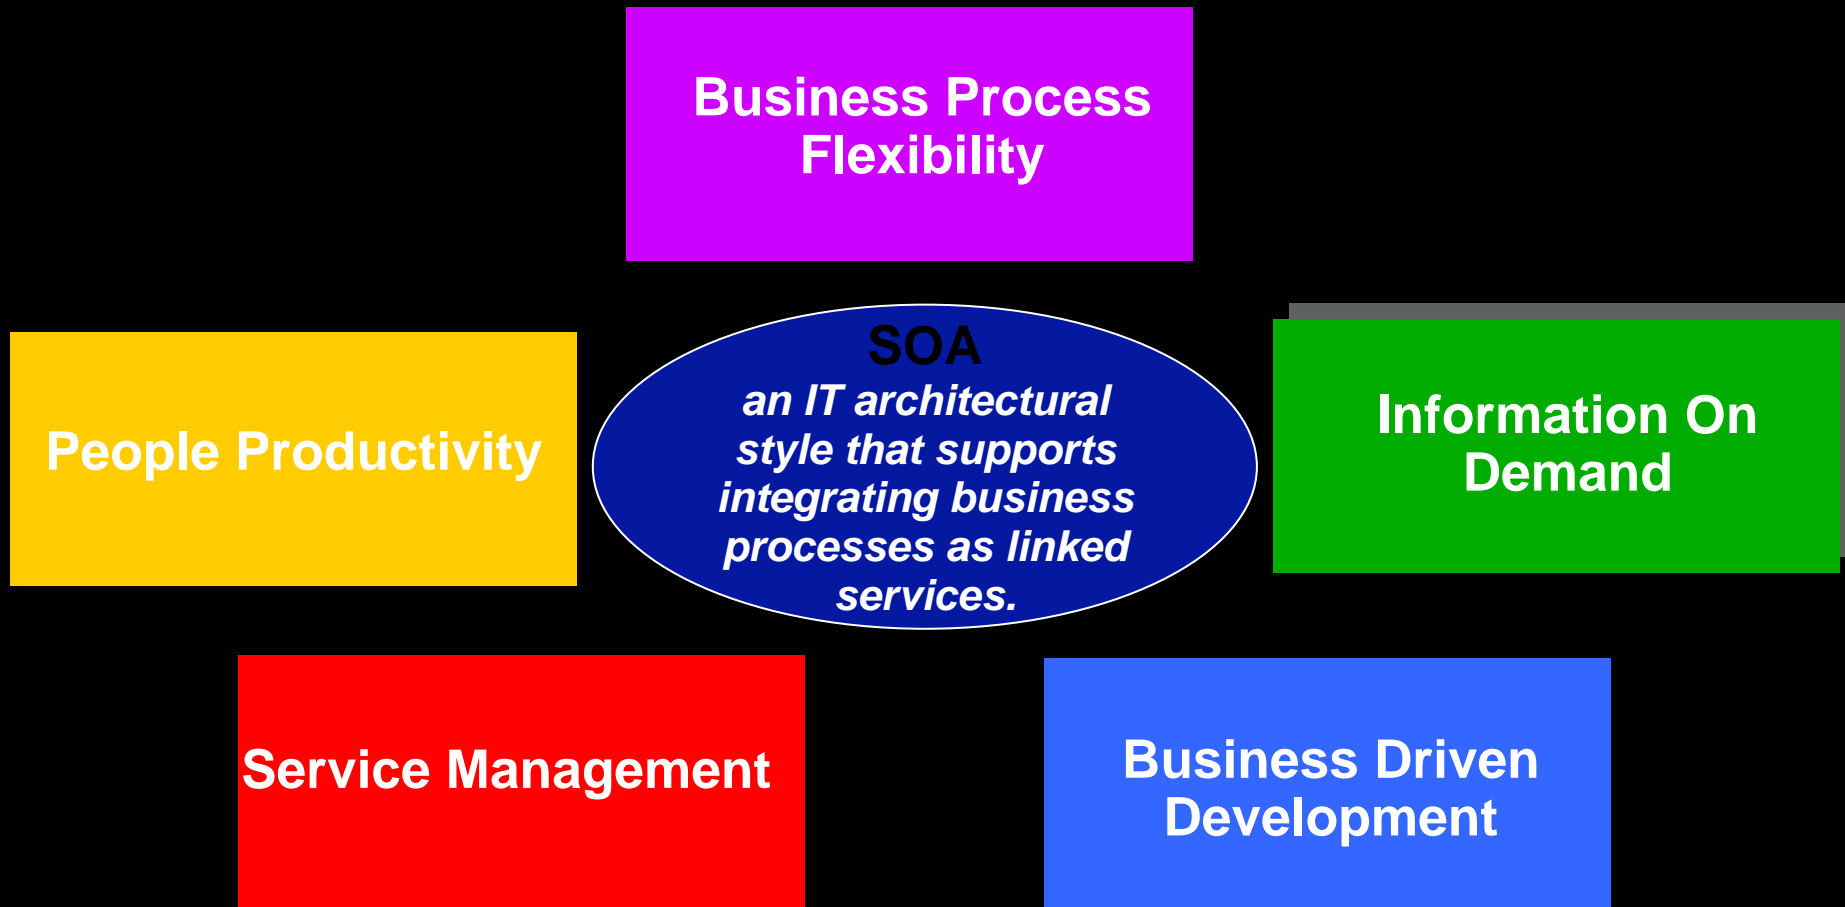 Business Process
Flexibility
SOA
an IT architectural
style that supports
integrating business
processes as linked
services.
People Productivity
Information On
Demand
Service Management
Business Driven
Development